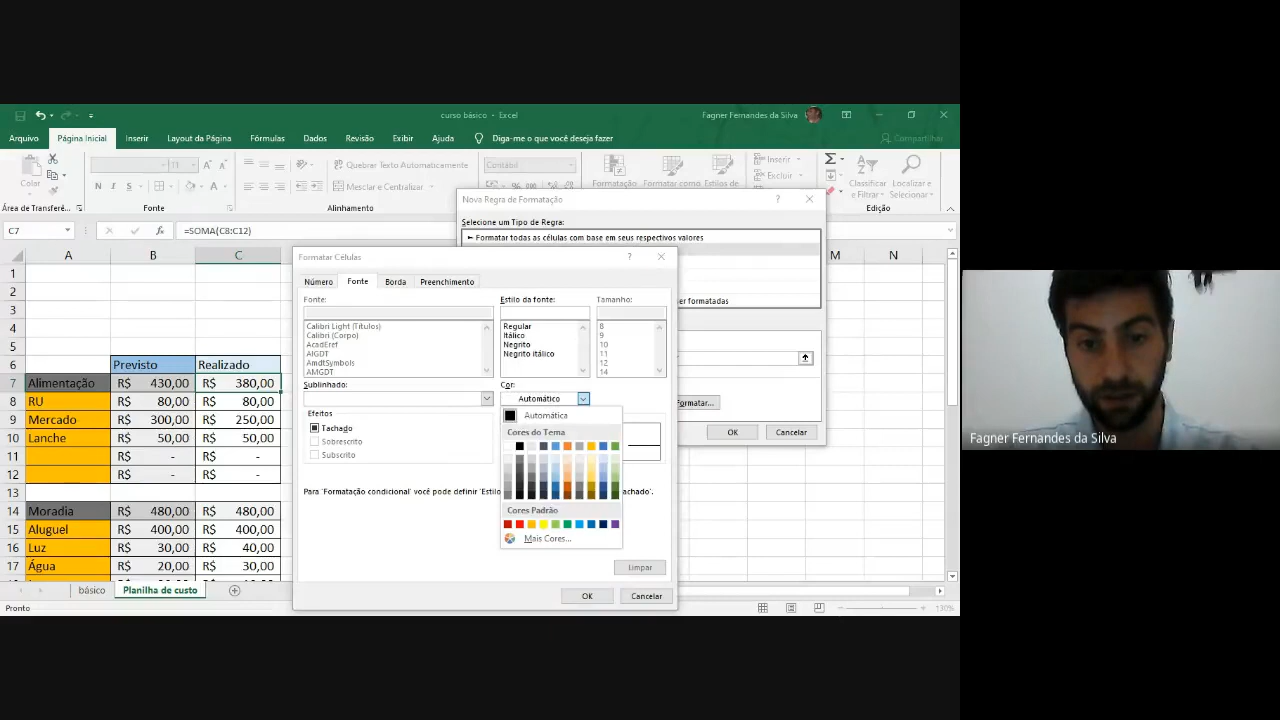 curso básico - Excel
Fagner Fernandes da Silva
Arquivo
Página Inicial
Inserir
Layout da Página
Fórmulas
Dados
Revisão
Exibir
Ajuda
Diga-me o que você deseja fazer
Compartilhar
Colar
11
Quebrar Texto Automaticamente
Contábil
Inserir
N I S
Mesclar e Centralizar
% 000
Formatação
Formatar como
Estilos de
Excluir
Classificar e
Filtrar
Localizar e
Selecionar
Área de Transferê...
Fonte
Alinhamento
Edição
Nova Regra de Formatação
Selecione um Tipo de Regra:
Formatar todas as células com base em seus respectivos valores
er formatadas
Formatar...
OK
Cancelar
C7
=SOMA(C8:C12)
A B C M N
1
2
3
4
5
6 Previsto Realizado
7 Alimentação R$ 430,00 R$ 380,00
8 RU R$ 80,00 R$ 80,00
9 Mercado R$ 300,00 R$ 250,00
10 Lanche R$ 50,00 R$ 50,00
11 R$ - R$ -
12 R$ - R$ -
13
14 Moradia R$ 480,00 R$ 480,00
15 Aluguel R$ 400,00 R$ 400,00
16 Luz R$ 30,00 R$ 40,00
17 Água R$ 20,00 R$ 30,00
Formatar Células
Número
Fonte
Borda
Preenchimento
Fonte:
Calibri Light (Títulos)
Calibri (Corpo)
AcadEref
AIGDT
AmdtSymbols
AMGDT
Estilo da fonte:
Regular
Itálico
Negrito
Negrito itálico
Tamanho:
8
9
10
11
12
14
Sublinhado:
Cor:
Automático
Efeitos
Tachado
Sobrescrito
Subscrito
Automática
Cores do Tema
Cores Padrão
Mais Cores...
Para 'Formatação condicional' você pode definir 'Estilo
tachado'.
Limpar
OK
Cancelar
básico
Planilha de custo
Pronto
130%
Fagner Fernandes da Silva